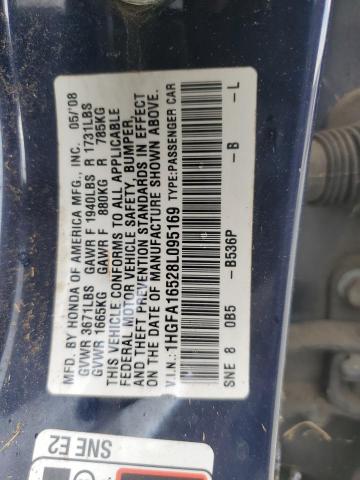 MFD. BY HONDA OF AMERICA MFG., INC. 05/'08
GVWR 3671LBS GAWR F 1940LBS R 1731LBS
GVWR 1665KG GAWR F 880KG R 785KG
THIS VEHICLE CONFORMS TO ALL APPLICABLE
FEDERAL MOTOR VEHICLE SAFETY, BUMPER,
AND THEFT PREVENTION STANDARDS IN EFFECT
ON THE DATE OF MANUFACTURE SHOWN ABOVE.
V.I.N.: 1HGFA16528L095169 TYPE:PASSENGER CAR
SNE 8 0B5 -B536P -B -L
SNE E2